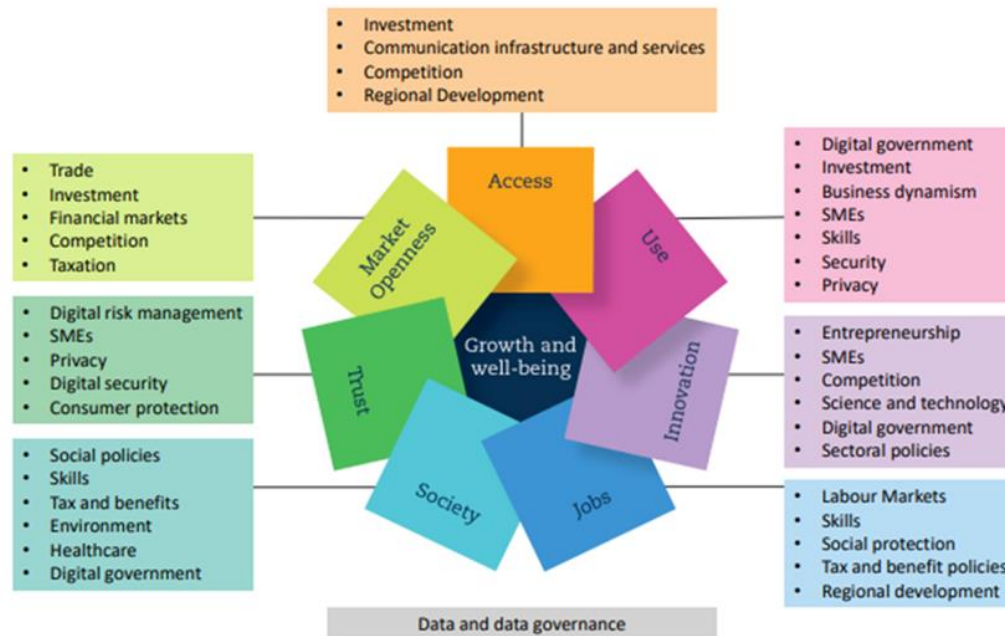 • Investment
• Communication infrastructure and services
• Competition
• Regional Development
• Trade
• Investment
• Financial markets
• Competition
• Taxation
• Digital risk management
• SMEs
• Privacy
• Digital security
• Consumer protection
• Social policies
• Skills
• Tax and benefits
• Environment
• Healthcare
• Digital government
Access
Use
Innovation
Jobs
Society
Trust
Market
Openness
Growth and
well-being
• Digital government
• Investment
• Business dynamism
• SMEs
• Skills
• Security
• Privacy
• Entrepreneurship
• SMEs
• Competition
• Science and technology
• Digital government
• Sectoral policies
• Labour Markets
• Skills
• Social protection
• Tax and benefit policies
• Regional development
Data and data governance